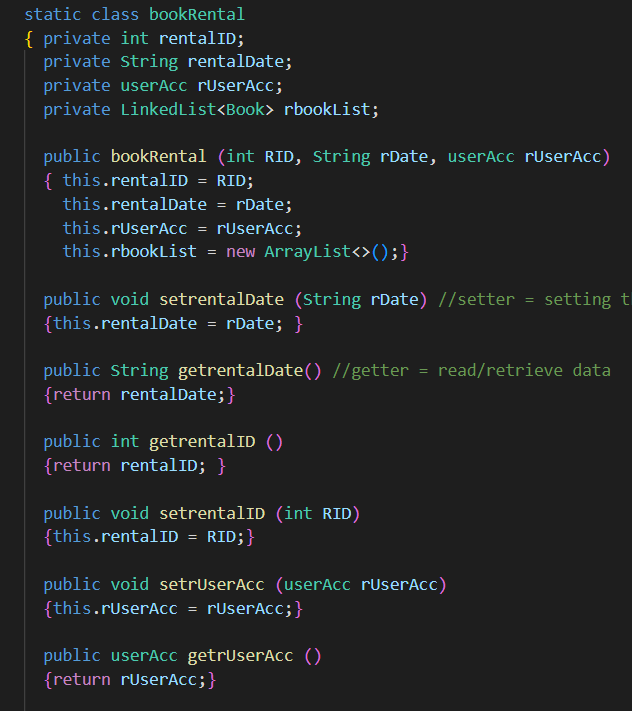 static class bookRental
{ private int rentalID;
private String rentalDate;
private userAcc rUserAcc;
private LinkedList<Book> rbookList;
public bookRental (int RID, String rDate, userAcc rUserAcc)
{ this.rentalID = RID;
this.rentalDate = rDate;
this.rUserAcc = rUserAcc;
this.rbookList = new ArrayList<>();}
public void setrentalDate (String rDate) //setter = setting
{this.rentalDate = rDate; }
public String getrentalDate() //getter = read/retrieve data
{return rentalDate;}
public int getrentalID ()
{return rentalID; }
public void setrentalID (int RID)
{this.rentalID = RID;}
public void setrUserAcc (userAcc rUserAcc)
{this.rUserAcc = rUserAcc;}
public userAcc getrUserAcc ()
{return rUserAcc;}